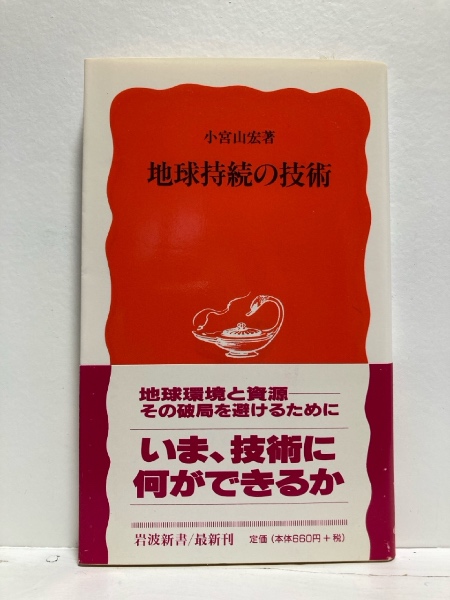 小宮山宏著
地球持続の技術
地球環境と資源──
その破局を避けるために
いま、技術に
何ができるか
岩波新書/最新刊 定価(本体660円+税)